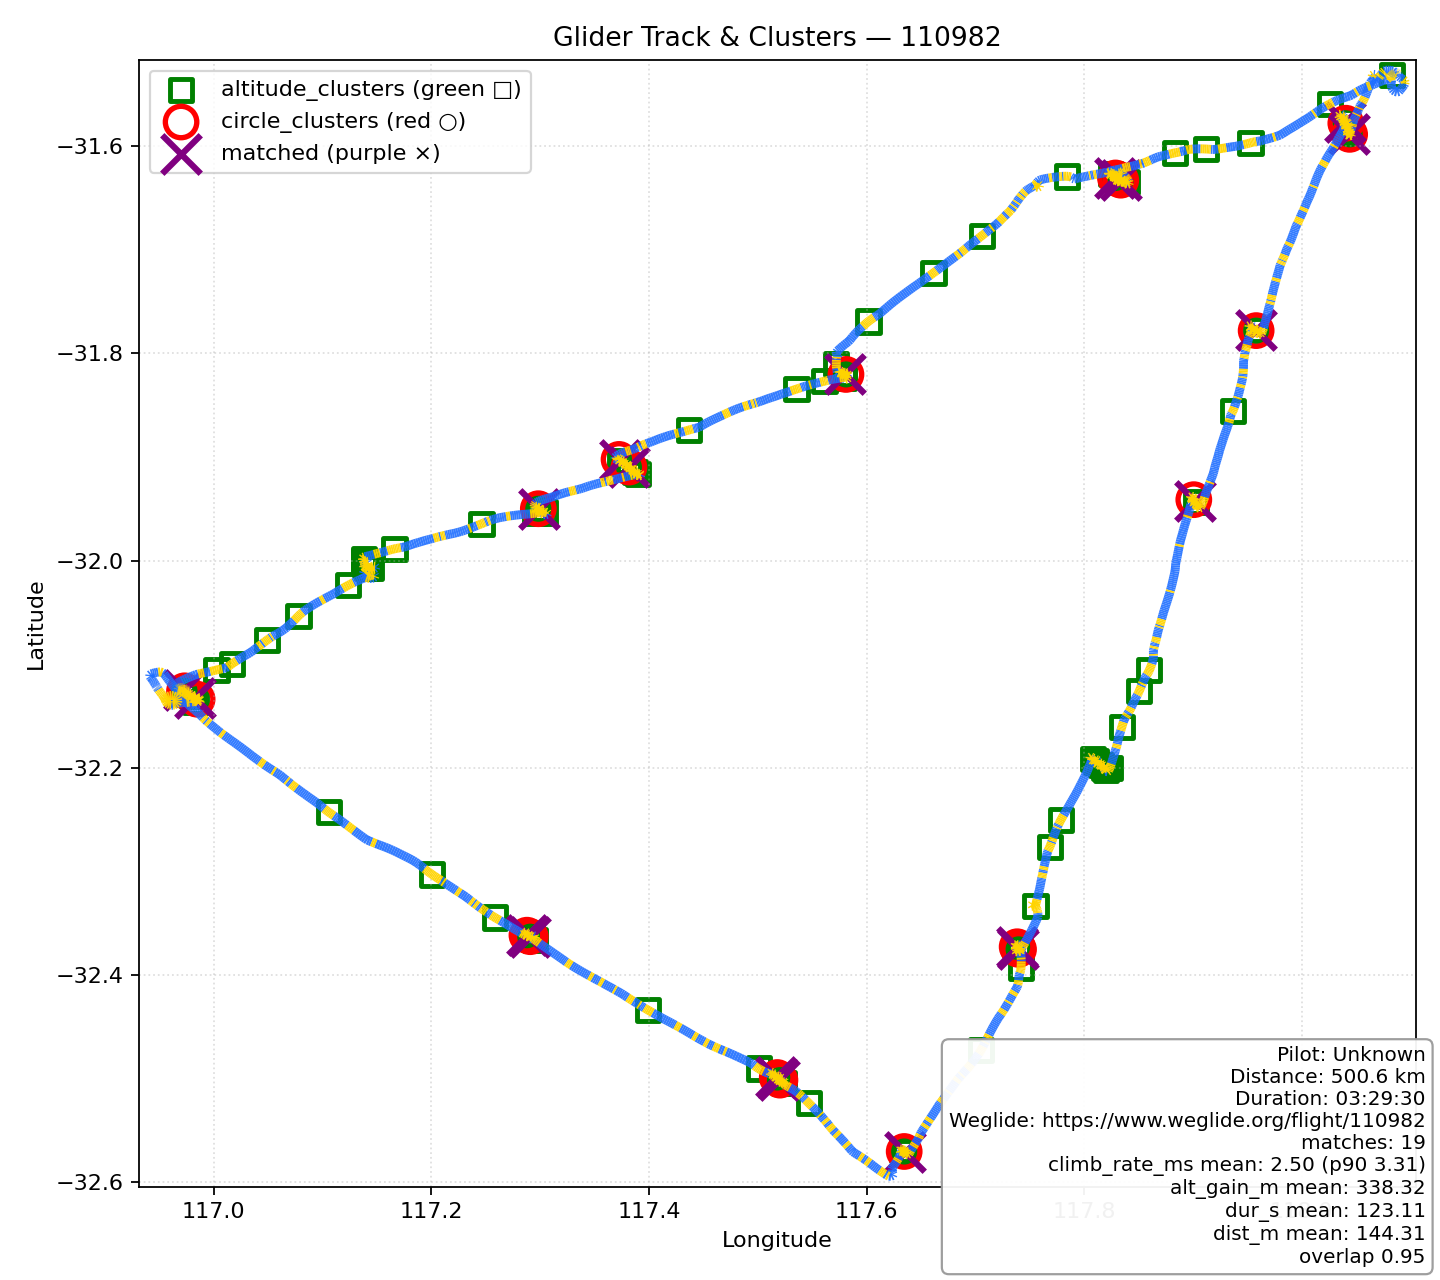 Glider Track & Clusters — 110982
altitude_clusters (green □)
circle_clusters (red ○)
matched (purple ×)
Latitude
−31.6
−31.8
−32.0
−32.2
−32.4
−32.6
117.0
117.2
117.4
117.6
117.8
Longitude
Pilot: Unknown
Distance: 500.6 km
Duration: 03:29:30
Weglide: https://www.weglide.org/flight/110982
matches: 19
climb_rate_ms mean: 2.50 (p90 3.31)
alt_gain_m mean: 338.32
dur_s mean: 123.11
dist_m mean: 144.31
overlap 0.95